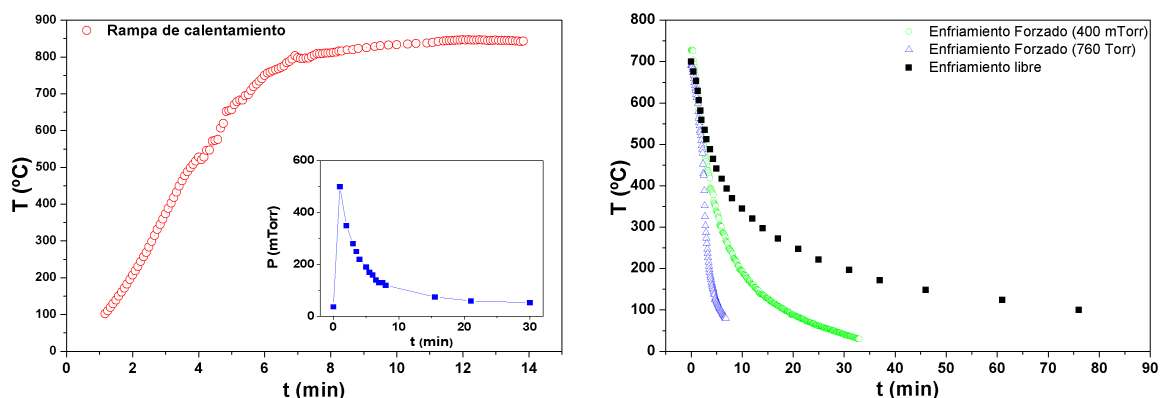 Rampa de calentamiento
900
800
700
600
500
400
300
200
100
0
T (ºC)
0 2 4 6 8 10 12 14
t (min)
600
400
200
0
P (mTorr)
0 10 20 30
t (min)
Enfriamiento Forzado (400 mTorr)
Enfriamiento Forzado (760 Torr)
Enfriamiento libre
800
700
600
500
400
300
200
100
0
T (ºC)
0 10 20 30 40 50 60 70 80 90
t (min)